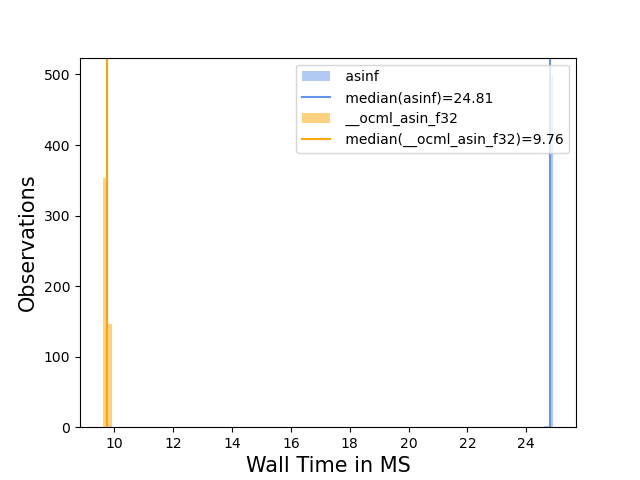 500
400
300
200
100
0
Observations
asinf
median(asinf)=24.81
__ocml_asin_f32
median(__ocml_asin_f32)=9.76
10 12 14 16 18 20 22 24
Wall Time in MS